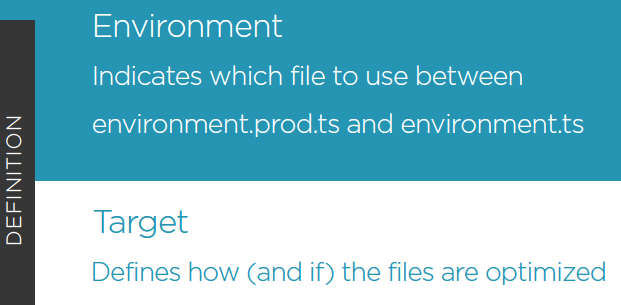 DEFINITION
Environment
Indicates which file to use between
environment.prod.ts and environment.ts
Target
Defines how (and if) the files are optimized